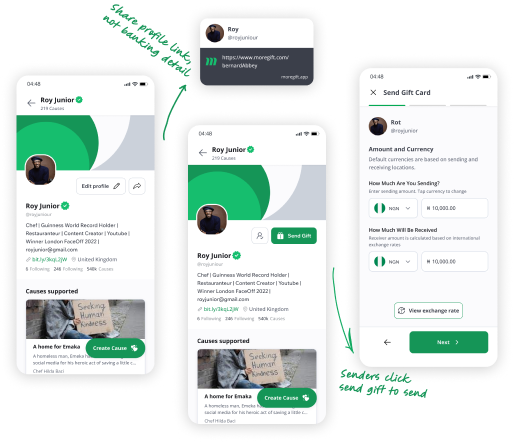 Share profile link,
not banking detail
Roy
@royjuniour
https://www.moregift.com/
bernardAbbey
moregift.app
04:48
Roy Junior
219 Causes
Edit profile
Roy Junior
@royjuniour
Chef | Guinness World Record Holder |
Restauranteur | Content Creator | Youtube |
Winner London FaceOff 2022 |
royjunior@gmail.com
bit.ly/3kqL2jW United Kingdom
6 Following 246 Following 540k Causes
Causes supported
Seeking
Human
Kindness
A home for Emaka
A homeless man, Emeka
social media for his heroic act of saving a little c...
Chef Hilda Baci
Create Cause
04:48
Roy Junior
219 Causes
Send Gift
Roy Junior
@royjuniour
Chef | Guinness World Record Holder |
Restauranteur | Content Creator | Youtube |
Winner London FaceOff 2022 |
royjunior@gmail.com
bit.ly/3kqL2jW United Kingdom
6 Following 246 Following 540k Causes
Causes supported
Seeking
Human
Kindness
A home for Emaka
A homeless man, Emeka
social media for his heroic act of saving a little c...
Chef Hilda Baci
Create Cause
04:48
Send Gift Card
Rot
@royjuniour
Amount and Currency
Default currencies are based on sending and
receiving locations.
How Much Are You Sending?
Enter sending amount. Tap currency to change
NGN
₦ 10,000.00
How Much Will Be Received
Receiver amount is calculated based on international
exchange rates
NGN
₦ 10,000.00
View exchange rate
Next
Senders click
send gift to send